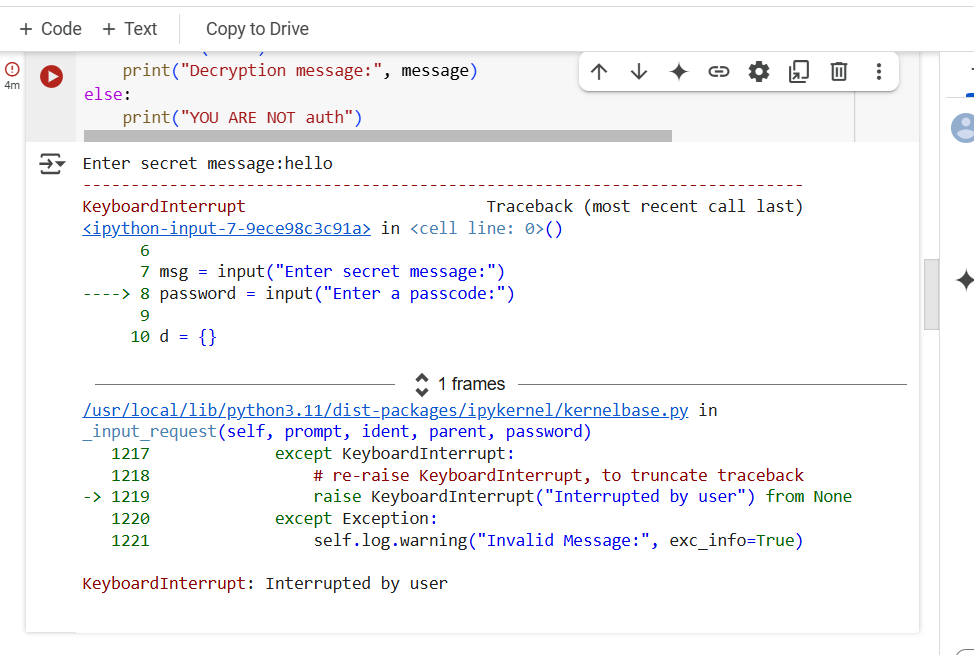 + Code + Text Copy to Drive
4m
print("Decryption message:", message)
else:
print("YOU ARE NOT auth")
Enter secret message:hello
---------------------------------------------------------------------------
KeyboardInterrupt Traceback (most recent call last)
<ipython-input-7-9ece98c3c91a> in <cell line: 0>()
6
7 msg = input("Enter secret message:")
----> 8 password = input("Enter a passcode:")
9
10 d = {}
1 frames
/usr/local/lib/python3.11/dist-packages/ipykernel/kernelbase.py in
_input_request(self, prompt, ident, parent, password)
1217 except KeyboardInterrupt:
1218 # re-raise KeyboardInterrupt, to truncate traceback
-> 1219 raise KeyboardInterrupt("Interrupted by user") from None
1220 except Exception:
1221 self.log.warning("Invalid Message:", exc_info=True)
KeyboardInterrupt: Interrupted by user